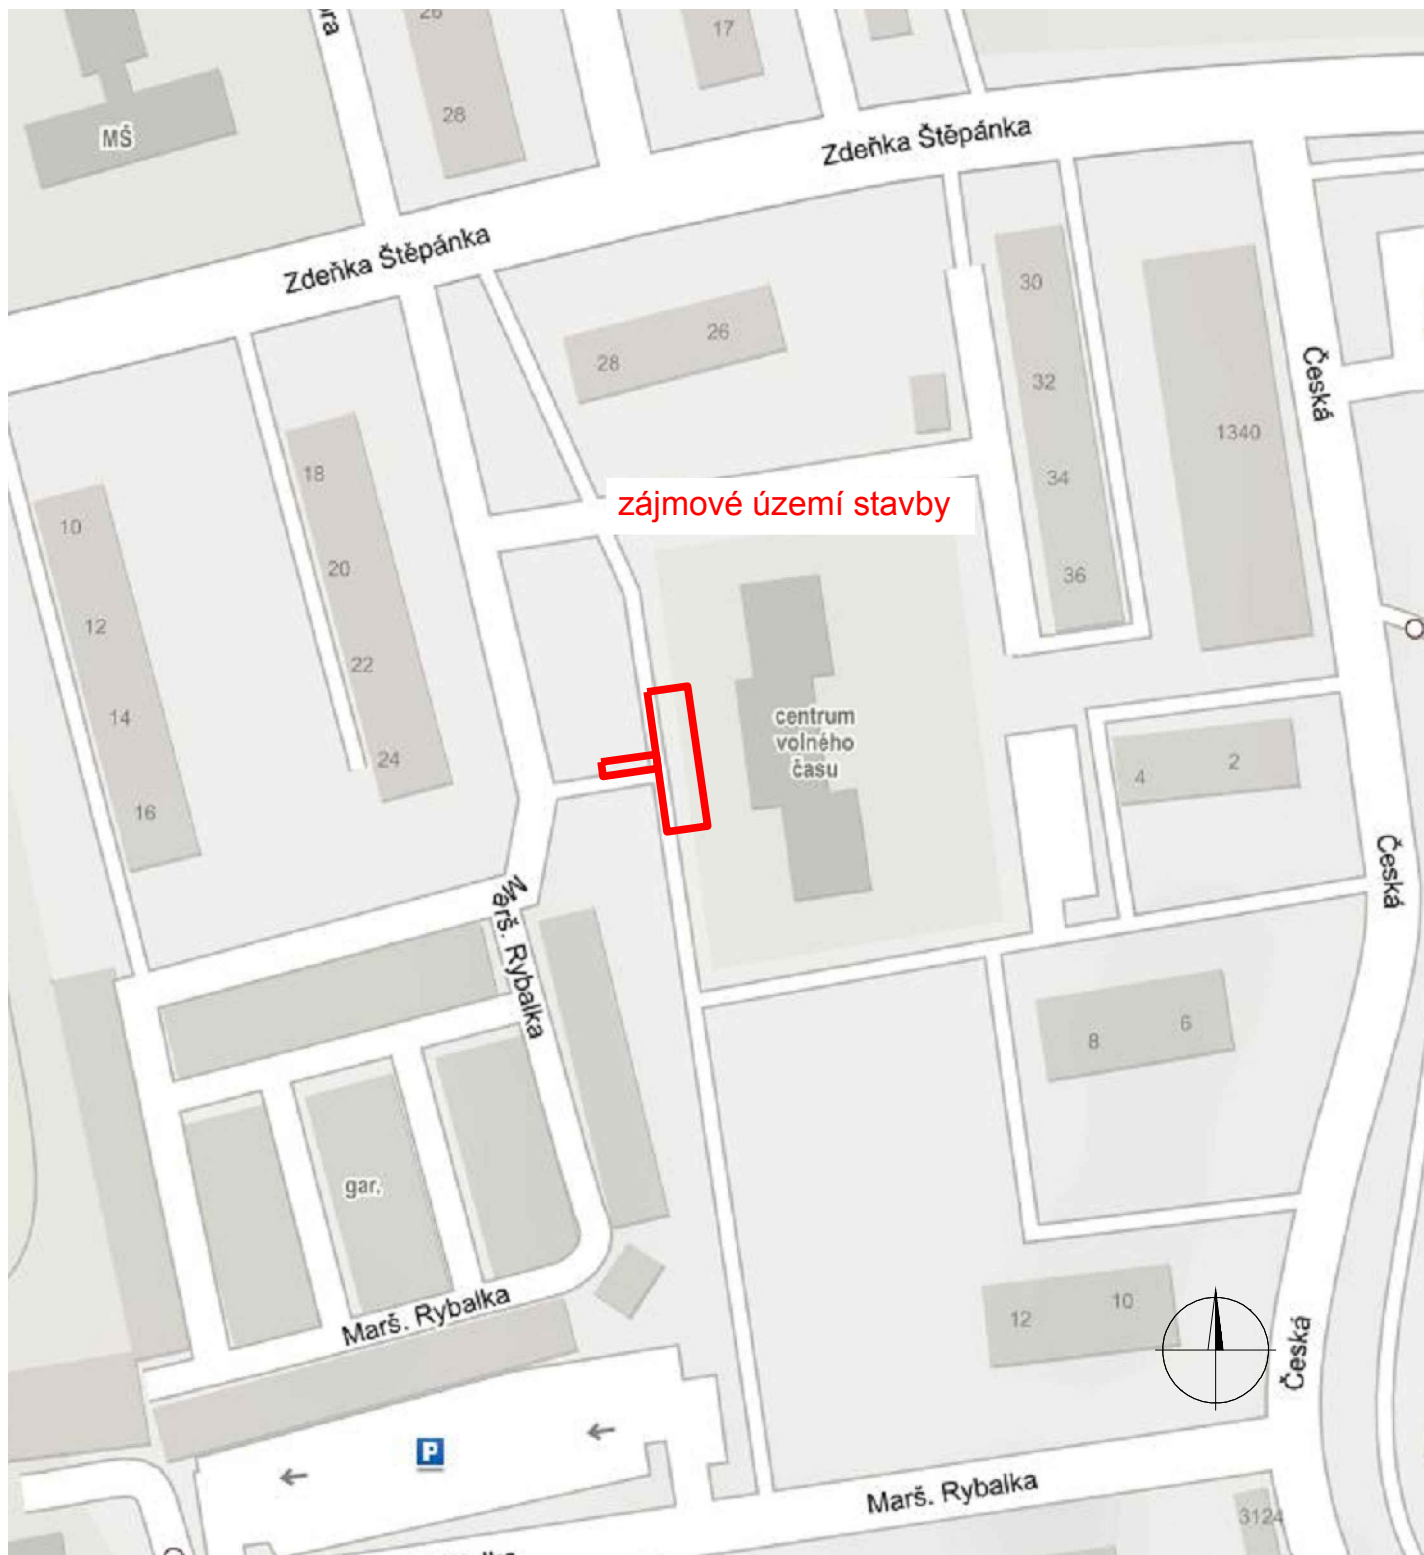 ra
26
17
28
MŠ
Zdeňka Štěpánka
Zdeňka Štěpánka
30
26
28
32
Česká
1340
18
34
zájmové území stavby
10
20
36
12
22
14
centrum
volného
času
24
2
4
16
Česká
Marš. Rybalka
6
8
gar.
Marš. Rybalka
10
12
Česká
P
Marš. Rybalka
3124